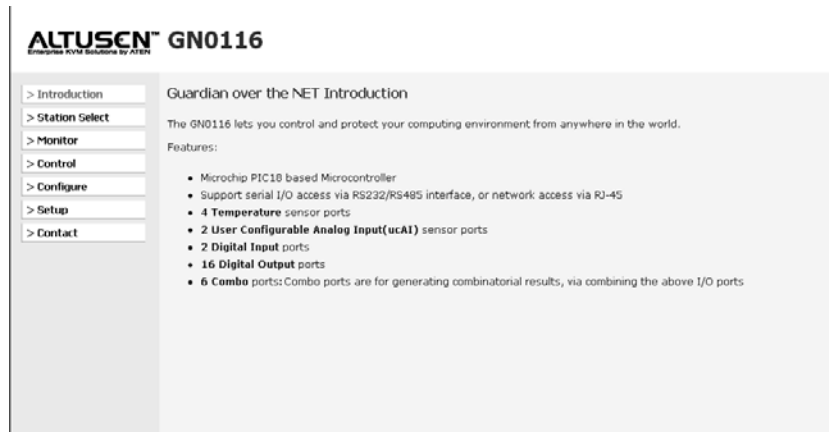 ALTUSEN™ GN0116
Enterprise KVM Solutions by ATEN
> Introduction
> Station Select
> Monitor
> Control
> Configure
> Setup
> Contact
Guardian over the NET Introduction
The GN0116 lets you control and protect your computing environment from anywhere in the world.
Features:
• Microchip PIC18 based Microcontroller
• Support serial I/O access via RS232/RS485 interface, or network access via RJ-45
• 4 Temperature sensor ports
• 2 User Configurable Analog Input(ucAI) sensor ports
• 2 Digital Input ports
• 16 Digital Output ports
• 6 Combo ports:Combo ports are for generating combinatorial results, via combining the above I/O ports